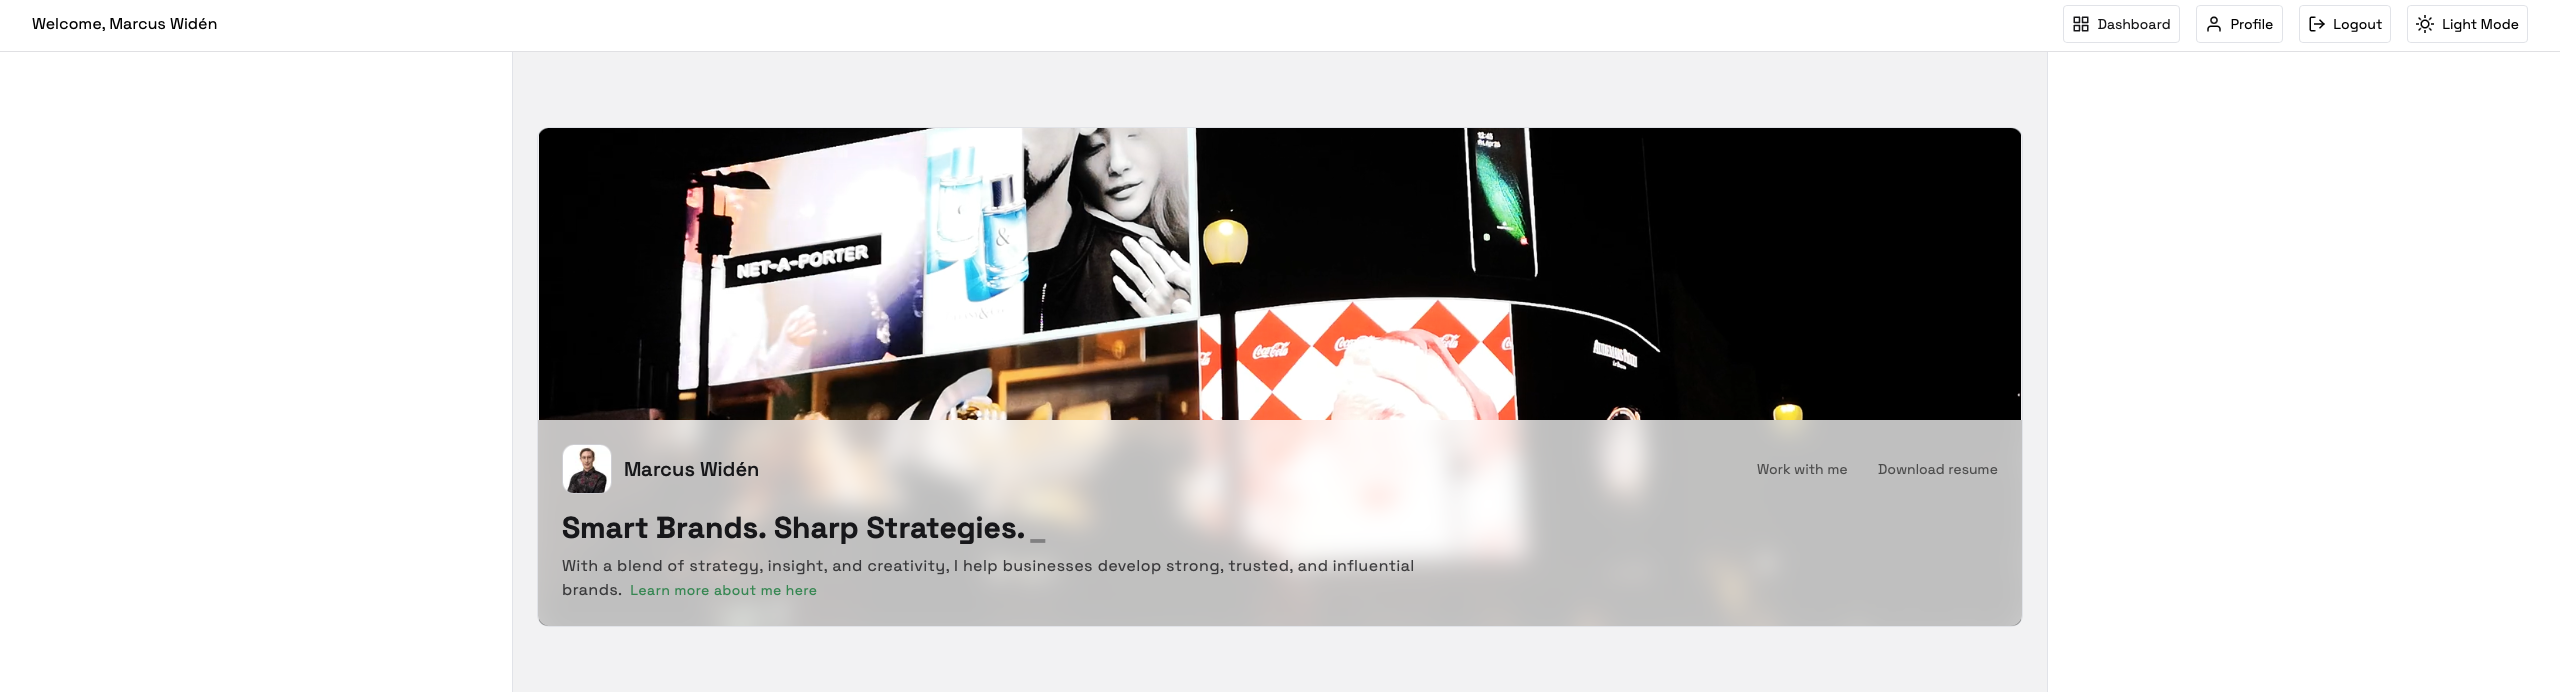 Welcome, Marcus Widén
Dashboard
Profile
Logout
Light Mode
NET-A-PORTER
&
Coca-Cola
Marcus Widén
Work with me
Download resume
Smart Brands. Sharp Strategies._
With a blend of strategy, insight, and creativity, I help businesses develop strong, trusted, and influential
brands. Learn more about me here